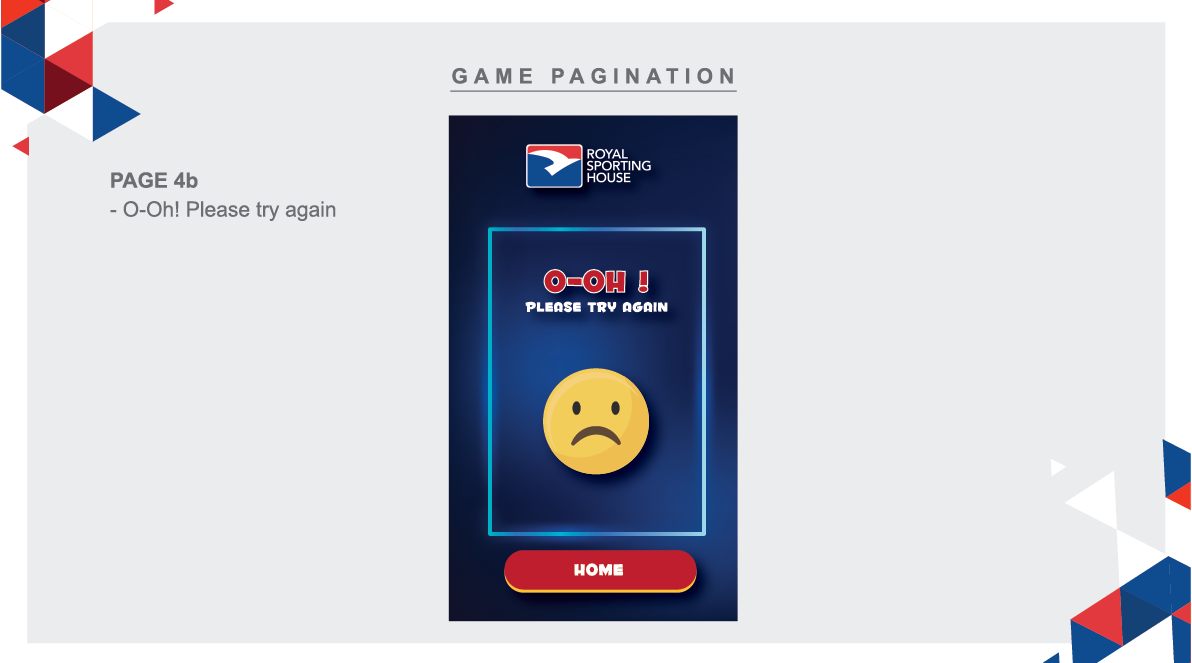 GAME PAGINATION
PAGE 4b
- O-Oh! Please try again
ROYAL
SPORTING
HOUSE
O-OH !
PLEASE TRY AGAIN
HOME